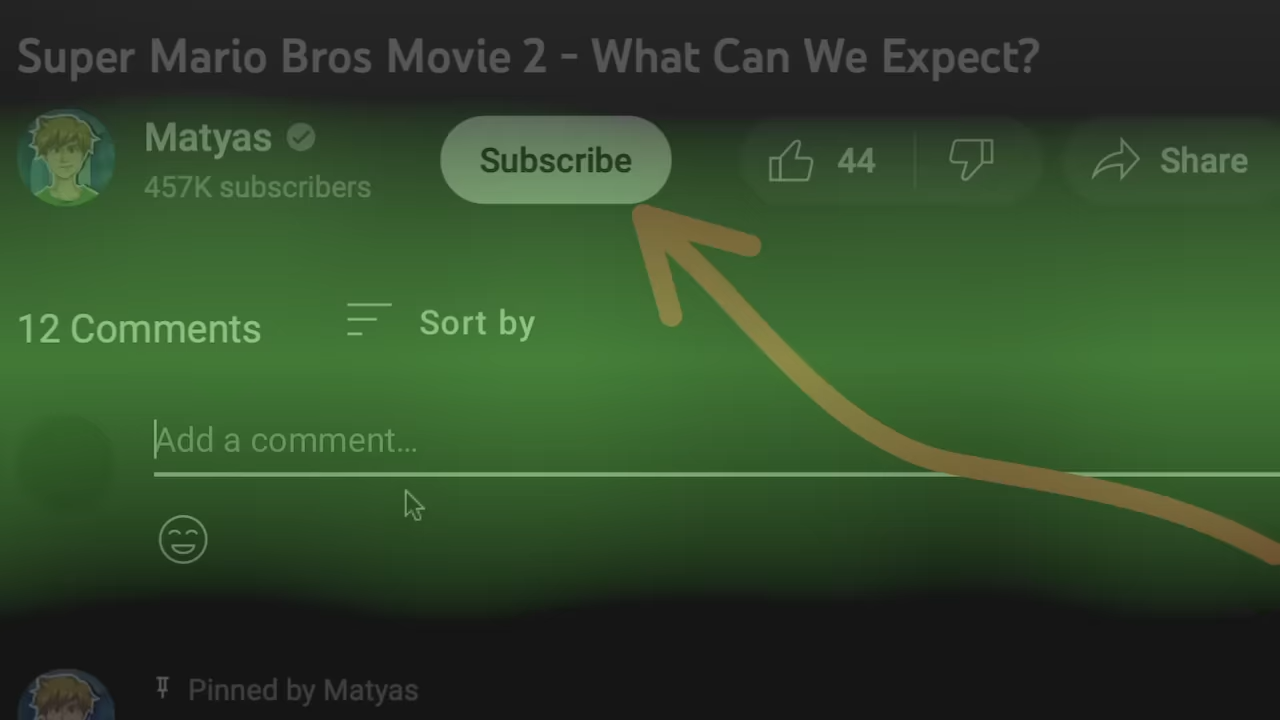 Super Mario Bros Movie 2 - What Can We Expect?
Matyas
457K subscribers
Subscribe
44
Share
12 Comments
Sort by
Add a comment...
Pinned by Matyas